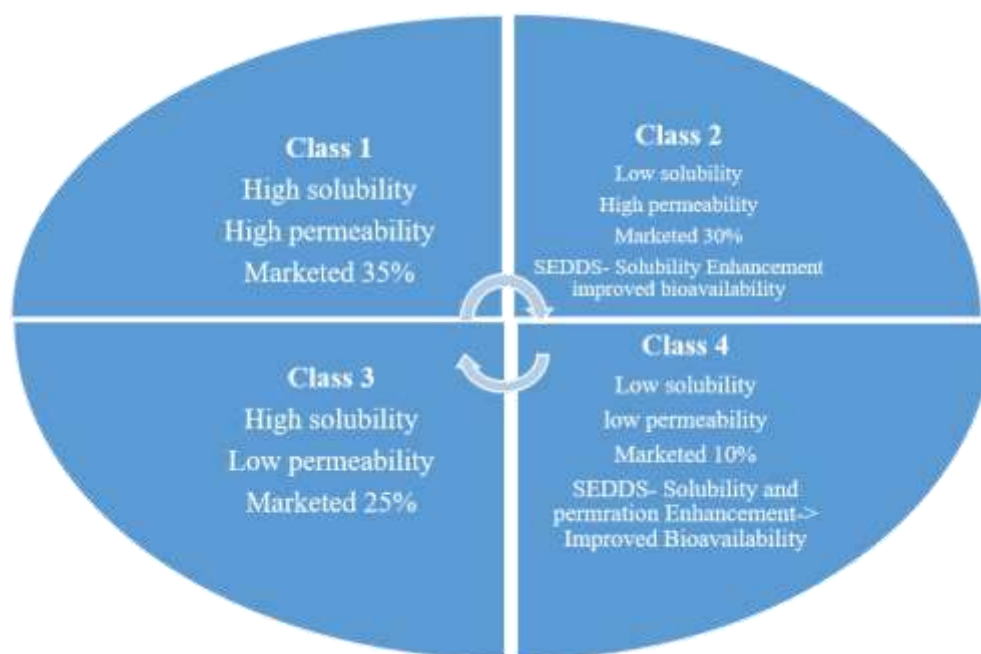 Class 1
High solubility
High permeability
Marketed 35%
Class 2
Low solubility
High permeability
Marketed 30%
SEDDS- Solubility Enhancement
improved bioavailability
Class 3
High solubility
Low permeability
Marketed 25%
Class 4
Low solubility
low permeability
Marketed 10%
SEDDS- Solubility and
permration Enhancement->
Improved Bioavailability